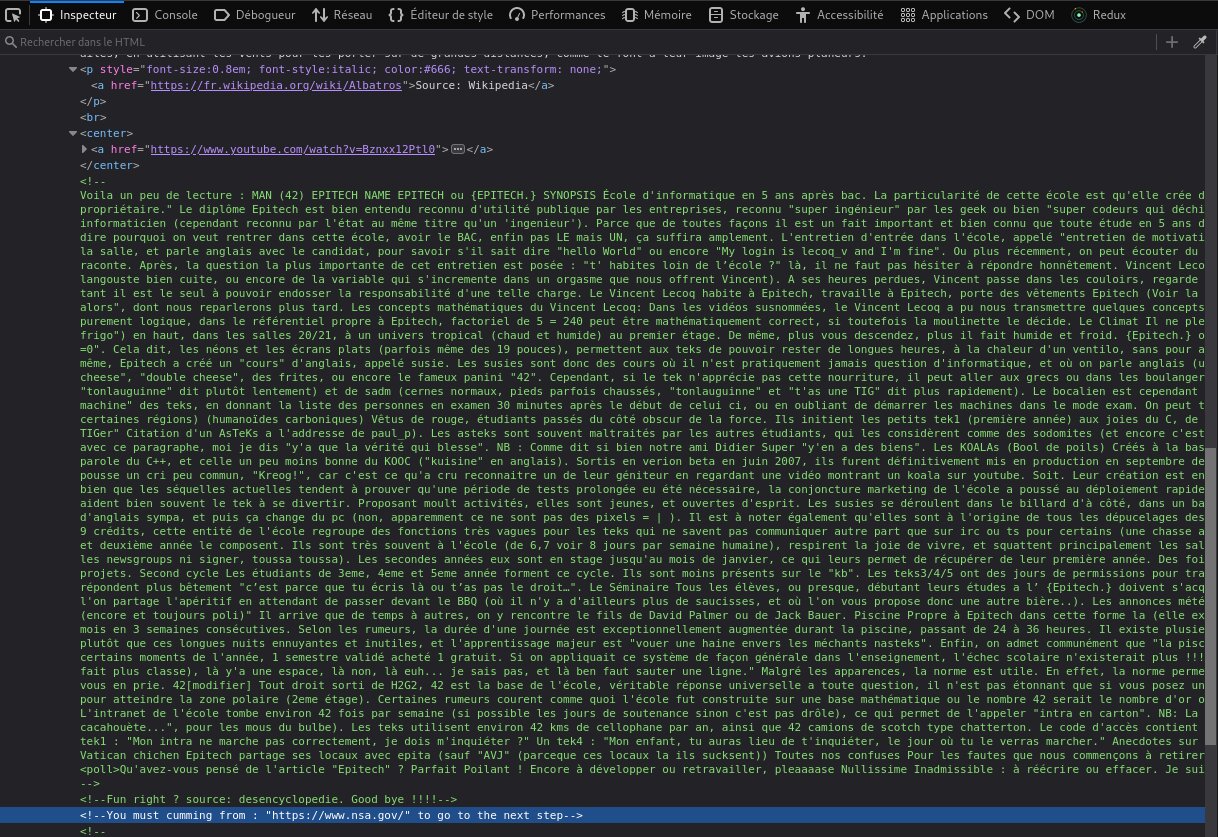 Inspecteur Console Débogueur Réseau Éditeur de style Performances Mémoire Stockage Accessibilité Applications DOM Redux
Rechercher dans le HTML
<p style="font-size:0.8em; font-style:italic; color:#666; text-transform: none;">
<a href="https://fr.wikipedia.org/wiki/Albatros">Source: Wikipedia</a>
</p>
<br>
<center>
<a href="https://www.youtube.com/watch?v=Bznxx12Ptl0"></a>
</center>
<!--
Voila un peu de lecture : MAN (42) EPITECH NAME EPITECH ou {EPITECH.} SYNOPSIS École d'informatique en 5 ans après bac. La particularité de cette école est qu'elle crée d
propriétaire." Le diplôme Epitech est bien entendu reconnu d'utilité publique par les entreprises, reconnu "super ingénieur" par les geek ou bien "super codeurs qui déchi
informaticien (cependant reconnu par l'état au même titre qu'un 'ingenieur'). Parce que de toutes façons il est un fait important et bien connu que toute étude en 5 ans d
dire pourquoi on veut rentrer dans cette école, avoir le BAC, enfin pas LE mais UN, ça suffira amplement. L'entretien d'entrée dans l'école, appelé "entretien de motivati
la salle, et parle anglais avec le candidat, pour savoir s'il sait dire "hello World" ou encore "My login is lecoq_v and I'm fine". Ou plus récemment, on peut écouter du
raconte. Après, la question la plus importante de cet entretien est posée : "t' habites loin de l’école ?" là, il ne faut pas hésiter à répondre honnêtement. Vincent Leco
langouste bien cuite, ou encore de la variable qui s'incremente dans un orgasme que nous offrent Vincent). A ses heures perdues, Vincent passe dans les couloirs, regarde
tant il est le seul à pouvoir endosser la responsabilité d'une telle charge. Le Vincent Lecoq habite à Epitech, travaille à Epitech, porte des vêtements Epitech (Voir la
alors", dont nous reparlerons plus tard. Les concepts mathématiques du Vincent Lecoq: Dans les vidéos susnommées, le Vincent Lecoq a pu nous transmettre quelques concepts
purement logique, dans le référentiel propre à Epitech, factoriel de 5 = 240 peut être mathématiquement correct, si toutefois la moulinette le décide. Le Climat Il ne ple
frigo") en haut, dans les salles 20/21, à un univers tropical (chaud et humide) au premier étage. De même, plus vous descendez, plus il fait humide et froid. {Epitech.} o
=0". Cela dit, les néons et les écrans plats (parfois même des 19 pouces), permettent aux teks de pouvoir rester de longues heures, à la chaleur d'un ventilo, sans pour a
même, Epitech a créé un "cours" d'anglais, appelé susie. Les susies sont donc des cours où il n'est pratiquement jamais question d'informatique, et où on parle anglais (u
cheese", "double cheese", des frites, ou encore le fameux panini "42". Cependant, si le tek n'apprécie pas cette nourriture, il peut aller aux grecs ou dans les boulanger
"tonlauguinne" dit plutôt lentement) et de sadm (cernes normaux, pieds parfois chaussés, "tonlauguinne" et "t'as une TIG" dit plus rapidement). Le bocalien est cependant
machine" des teks, en donnant la liste des personnes en examen 30 minutes après le début de celui ci, ou en oubliant de démarrer les machines dans le mode exam. On peut t
certaines régions) (humanoïdes carboniques) Vêtus de rouge, étudiants passés du côté obscur de la force. Ils initient les petits tek1 (première année) aux joies du C, de
TIGer" Citation d'un AsTeKs a l'addresse de paul_p). Les asteks sont souvent maltraités par les autres étudiants, qui les considèrent comme des sodomites (et encore c'est
avec ce paragraphe, moi je dis "y'a que la vérité qui blesse". NB : Comme dit si bien notre ami Didier Super "y'en a des biens". Les KOALAs (Bool de poils) Créés à la bas
parole du C++, et celle un peu moins bonne du KOOC ("kuisine" en anglais). Sortis en verion beta en juin 2007, ils furent définitivement mis en production en septembre de
pousse un cri peu commun, "Kreog!", car c'est ce qu'a cru reconnaitre un de leur géniteur en regardant une vidéo montrant un koala sur youtube. Soit. Leur création est en
bien que les séquelles actuelles tendent à prouver qu'une période de tests prolongée eu été nécessaire, la conjoncture marketing de l'école a poussé au déploiement rapide
aident bien souvent le tek à se divertir. Proposant moult activités, elles sont jeunes, et ouvertes d'esprit. Les susies se déroulent dans le billard d'à côté, dans un ba
d'anglais sympa, et puis ça change du pc (non, apparemment ce ne sont pas des pixels = | ). Il est à noter également qu'elles sont à l'origine de tous les dépucelages des
9 crédits, cette entité de l'école regroupe des fonctions très vagues pour les teks qui ne savent pas communiquer autre part que sur irc ou ts pour certains (une chasse a
et deuxième année le composent. Ils sont très souvent à l'école (de 6,7 voir 8 jours par semaine humaine), respirent la joie de vivre, et squattent principalement les sal
les newsgroups ni signer, toussa toussa). Les secondes années eux sont en stage jusqu'au mois de janvier, ce qui leurs permet de récupérer de leur première année. Des foi
projets. Second cycle Les étudiants de 3eme, 4eme et 5eme année forment ce cycle. Ils sont moins présents sur le "kb". Les teks3/4/5 ont des jours de permissions pour tra
répondent plus bêtement "c’est parce que tu écris là ou t’as pas le droit…". Le Séminaire Tous les élèves, ou presque, débutant leurs études a l’ {Epitech.} doivent s’acq
l'on partage l'apéritif en attendant de passer devant le BBQ (où il n'y a d'ailleurs plus de saucisses, et où l'on vous propose donc une autre bière..). Les annonces mété
(encore et toujours poli)" Il arrive que de temps à autres, on y rencontre le fils de David Palmer ou de Jack Bauer. Piscine Propre à Epitech dans cette forme la (elle ex
mois en 3 semaines consécutives. Selon les rumeurs, la durée d'une journée est exceptionnellement augmentée durant la piscine, passant de 24 à 36 heures. Il existe plusie
plutôt que ces longues nuits ennuyantes et inutiles, et l'apprentissage majeur est "vouer une haine envers les méchants nasteks". Enfin, on admet communément que "la pisc
certains moments de l'année, 1 semestre validé acheté 1 gratuit. Si on appliquait ce système de façon générale dans l'enseignement, l'échec scolaire n'existerait plus !!!
fait plus classe), là y'a une espace, là non, là euh... je sais pas, et là ben faut sauter une ligne." Malgré les apparences, la norme est utile. En effet, la norme perme
vous en prie. 42[modifier] Tout droit sorti de H2G2, 42 est la base de l'école, véritable réponse universelle a toute question, il n'est pas étonnant que si vous posez un
pour atteindre la zone polaire (2eme étage). Certaines rumeurs courent comme quoi l'école fut construite sur une base mathématique ou le nombre 42 serait le nombre d'or o
L'intranet de l'école tombe environ 42 fois par semaine (si possible les jours de soutenance sinon c'est pas drôle), ce qui permet de l'appeler "intra en carton". NB: La
cacahouète...", pour les mous du bulbe). Les teks utilisent environ 42 kms de cellophane par an, ainsi que 42 camions de scotch type chatterton. Le code d'accès contient
tek1 : "Mon intra ne marche pas correctement, je dois m'inquiéter ?" Un tek4 : "Mon enfant, tu auras lieu de t'inquiéter, le jour où tu le verras marcher." Anecdotes sur
Vatican chichen Epitech partage ses locaux avec epita (sauf "AVJ" (parceque ces locaux la ils sucksent)) Toutes nos confuses Pour les fautes que nous commençons à retirer
<poll>Qu'avez-vous pensé de l'article "Epitech" ? Parfait Poilant ! Encore à développer ou retravailler, pleaaaase Nullissime Inadmissible : à réécrire ou effacer. Je sui
-->
<!--Fun right ? source: desencyclopedie. Good bye !!!!-->
<!--You must cumming from : "https://www.nsa.gov/" to go to the next step-->
<!--